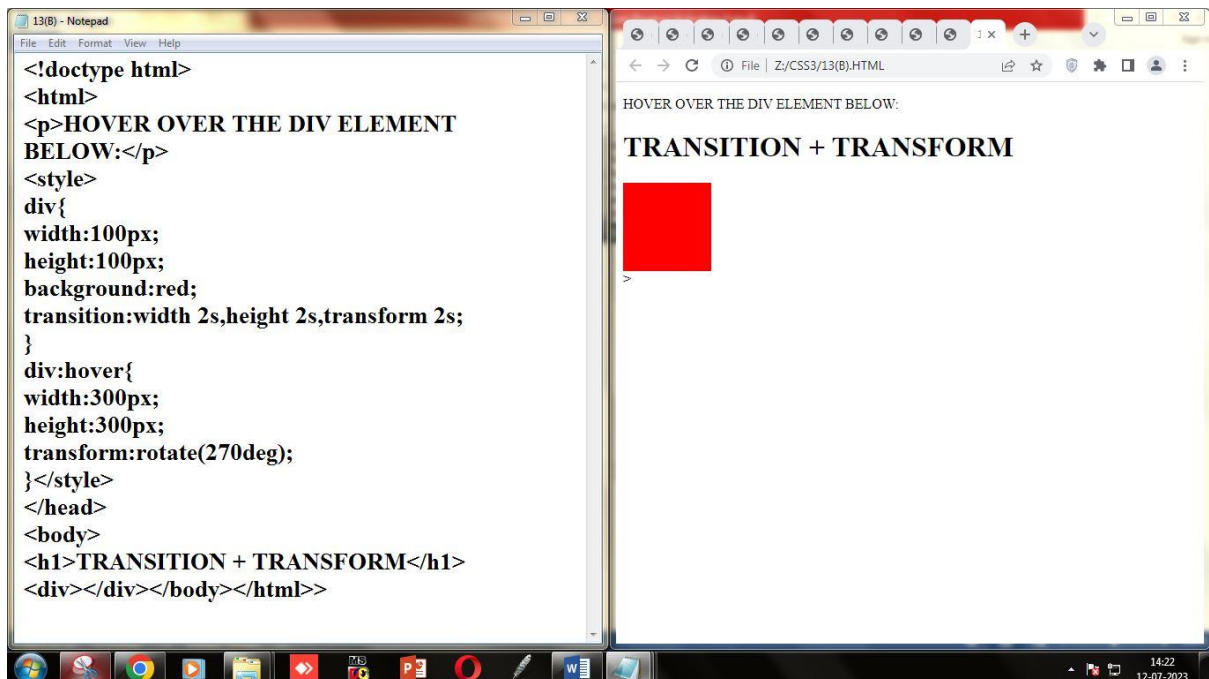 13(B) - Notepad
File Edit Format View Help
<!doctype html>
<html>
<p>HOVER OVER THE DIV ELEMENT
BELOW:</p>
<style>
div{
width:100px;
height:100px;
background:red;
transition:width 2s,height 2s,transform 2s;
}
div:hover{
width:300px;
height:300px;
transform:rotate(270deg);
}</style>
</head>
<body>
<h1>TRANSITION + TRANSFORM</h1>
<div></div></body></html>>
File | Z:/CSS3/13(B).HTML
HOVER OVER THE DIV ELEMENT BELOW:
TRANSITION + TRANSFORM
>
MS
14:22
12-07-2023